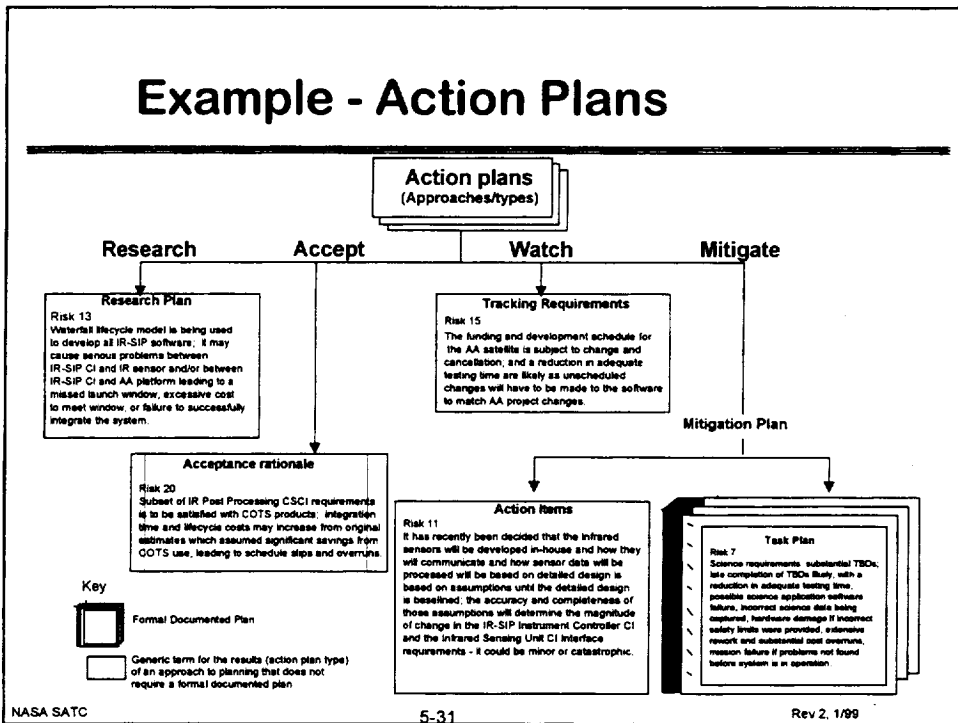 Example - Action Plans
Action plans
(Approaches/types)
Research
Accept
Watch
Mitigate
Research Plan
Risk 13
Waterfall lifecycle model is being used
to develop all IR-SIP software; it may
cause serious problems between
IR-SIP CI and IR sensor and/or between
IR-SIP CI and AA platform leading to a
missed launch window, excessive cost
to meet window, or failure to successfully
integrate the system.
Tracking Requirements
Risk 15
The funding and development schedule for
the AA satellite is subject to change and
cancellation; and a reduction in adequate
testing time are likely as unscheduled
changes will have to be made to the software
to match AA project changes.
Mitigation Plan
Acceptance rationale
Risk 20
Subset of IR Post Processing CSCI requirements
is to be satisfied with COTS products; integration
time and lifecycle costs may increase from original
estimates which assumed significant savings from
COTS use, leading to schedule slips and overruns.
Action Items
Risk 11
It has recently been decided that the infrared
sensors will be developed in-house and how they
will communicate and how sensor data will be
processed will be based on detailed design is
based on assumptions until the detailed design
is baselined; the accuracy and completeness of
those assumptions will determine the magnitude
of change in the IR-SIP Instrument Controller CI
and the Infrared Sensing Unit CI Interface
requirements - it could be minor or catastrophic.
Task Plan
Risk 7
Science requirements substantial TBDs;
late completion of TBDs likely, with a
reduction in adequate testing time,
possible science application software
failure, incorrect science data being
captured, hardware damage if incorrect
safety limits were provided, extensive
rework and substantial cost overruns,
mission failure if problems not found
before system is in operation.
Key
Formal Documented Plan
Generic term for the results (action plan type)
of an approach to planning that does not
require a formal documented plan
NASA SATC
5-31
Rev 2, 1/99